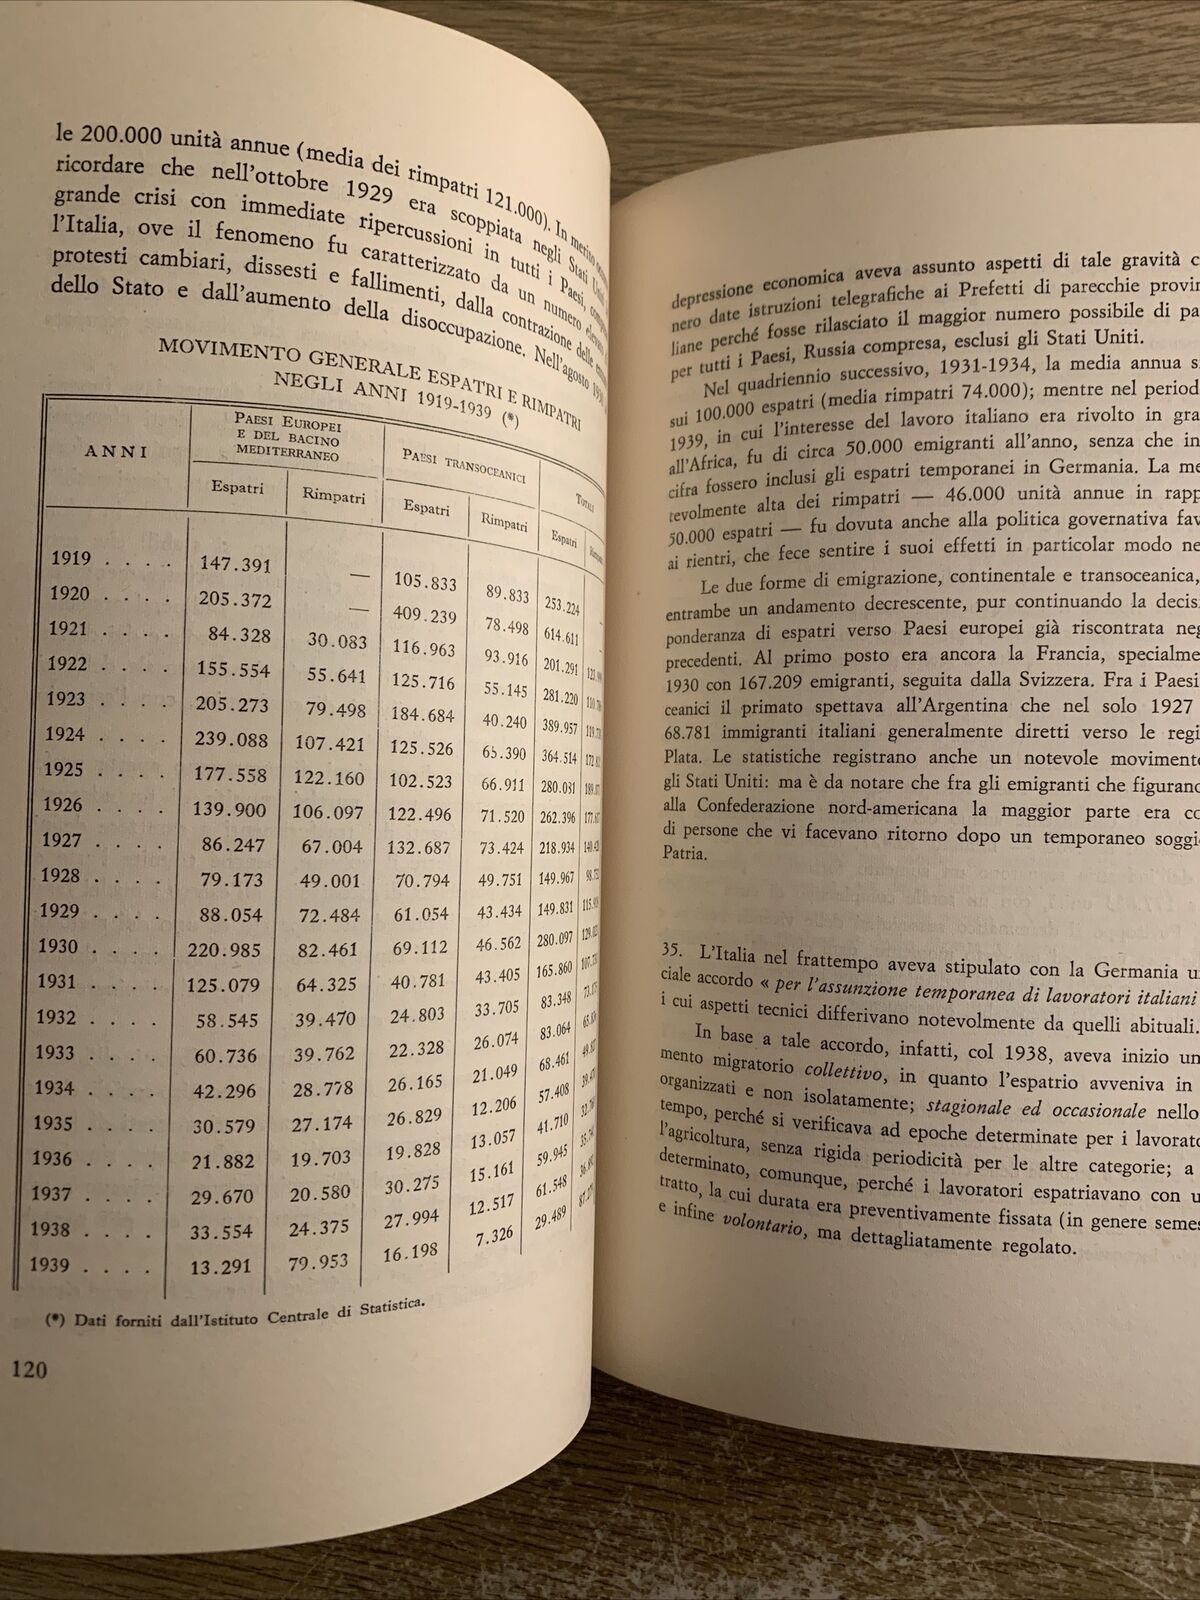 le 200.000 unità annue (media dei rimpatri 121.000). In merito
ricordare che nell'ottobre 1929 era scoppiata negli Stati Uniti
grande crisi con immediate ripercussioni in tutti i Paesi,
l'Italia, ove il fenomeno fu caratterizzato da un numero
protesti cambiari, dissesti e fallimenti, dalla contrazione delle
dello Stato e dall'aumento della disoccupazione. Nell'agosto 1930
MOVIMENTO GENERALE ESPATRI E RIMPATRI
NEGLI ANNI 1919-1939 (*)
ANNI PAESI EUROPEI E DEL BACINO MEDITERRANEO PAESI TRANSOCEANICI TOTALI
Espatri Rimpatri Espatri Rimpatri Espatri
1919 . . . . 147.391 — 105.833 89.833 253.224
1920 . . . . 205.372 — 409.239 78.498 614.611 —
1921 . . . . 84.328 30.083 116.963 93.916 201.291
1922 . . . . 155.554 55.641 125.716 55.145 281.220
1923 . . . . 205.273 79.498 184.684 40.240 389.957
1924 . . . . 239.088 107.421 125.526 65.390 364.514
1925 . . . . 177.558 122.160 102.523 66.911 280.031
1926 . . . . 139.900 106.097 122.496 71.520 262.396
1927 . . . . 86.247 67.004 132.687 73.424 218.934
1928 . . . . 79.173 49.001 70.794 49.751 149.967
1929 . . . . 88.054 72.484 61.054 43.434 149.831
1930 . . . . 220.985 82.461 69.112 46.562 280.097
1931 . . . . 125.079 64.325 40.781 43.405 165.860
1932 . . . . 58.545 39.470 24.803 33.705 83.348
1933 . . . . 60.736 39.762 22.328 26.074 83.064
1934 . . . . 42.296 28.778 26.165 21.049 68.461
1935 . . . . 30.579 27.174 26.829 12.206 57.408
1936 . . . . 21.882 19.703 19.828 13.057 41.710
1937 . . . . 29.670 20.580 30.275 15.161 59.945
1938 . . . . 33.554 24.375 27.994 12.517 61.548
1939 . . . . 13.291 79.953 16.198 7.326 29.489
(*) Dati forniti dall'Istituto Centrale di Statistica.
120
depressione economica aveva assunto aspetti di tale gravità
nero date istruzioni telegrafiche ai Prefetti di parecchie provin
liane perché fosse rilasciato il maggior numero possibile di pa
per tutti i Paesi, Russia compresa, esclusi gli Stati Uniti.
Nel quadriennio successivo, 1931-1934, la media annua s
sui 100.000 espatri (media rimpatri 74.000); mentre nel period
1939, in cui l'interesse del lavoro italiano era rivolto in gra
all'Africa, fu di circa 50.000 emigranti all'anno, senza che in
cifra fossero inclusi gli espatri temporanei in Germania. La me
tevolmente alta dei rimpatri — 46.000 unità annue in rapp
50.000 espatri — fu dovuta anche alla politica governativa fav
ai rientri, che fece sentire i suoi effetti in particolar modo ne
Le due forme di emigrazione, continentale e transoceanica,
entrambe un andamento decrescente, pur continuando la decis
ponderanza di espatri verso Paesi europei già riscontrata neg
precedenti. Al primo posto era ancora la Francia, specialme
1930 con 167.209 emigranti, seguita dalla Svizzera. Fra i Paesi
ceanici il primato spettava all'Argentina che nel solo 1927
68.781 immigranti italiani generalmente diretti verso le regi
Plata. Le statistiche registrano anche un notevole movimento
gli Stati Uniti: ma è da notare che fra gli emigranti che figurano
alla Confederazione nord-americana la maggior parte era co
di persone che vi facevano ritorno dopo un temporaneo soggi
Patria.
35. L'Italia nel frattempo aveva stipulato con la Germania u
ciale accordo « per l'assunzione temporanea di lavoratori italiani
i cui aspetti tecnici differivano notevolmente da quelli abituali.
In base a tale accordo, infatti, col 1938, aveva inizio un
mento migratorio collettivo, in quanto l'espatrio avveniva in
organizzati e non isolatamente; stagionale ed occasionale nello
tempo, perché si verificava ad epoche determinate per i lavorato
l'agricoltura, senza rigida periodicità per le altre categorie; a
determinato, comunque, perché i lavoratori espatriavano con u
tratto, la cui durata era preventivamente fissata (in genere semes
e infine volontario, ma dettagliatamente regolato.